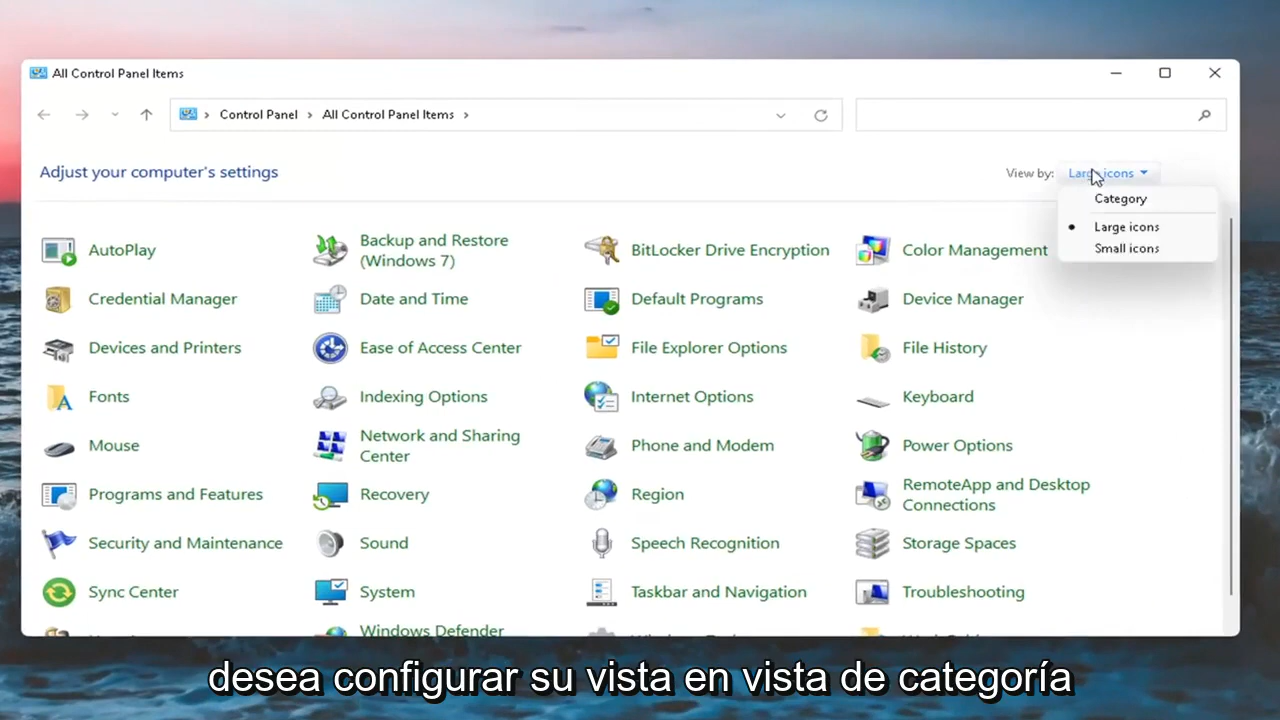 All Control Panel Items
Control Panel > All Control Panel Items >
Adjust your computer's settings
View by: Large icons
Category
Large icons
Small icons
AutoPlay
Backup and Restore
(Windows 7)
BitLocker Drive Encryption
Color Management
Credential Manager
Date and Time
Default Programs
Device Manager
Devices and Printers
Ease of Access Center
File Explorer Options
File History
Fonts
Indexing Options
Internet Options
Keyboard
Mouse
Network and Sharing
Center
Phone and Modem
Power Options
Programs and Features
Recovery
Region
RemoteApp and Desktop
Connections
Security and Maintenance
Sound
Speech Recognition
Storage Spaces
Sync Center
System
Taskbar and Navigation
Troubleshooting
Windows Defender
desea configurar su vista en vista de categoría